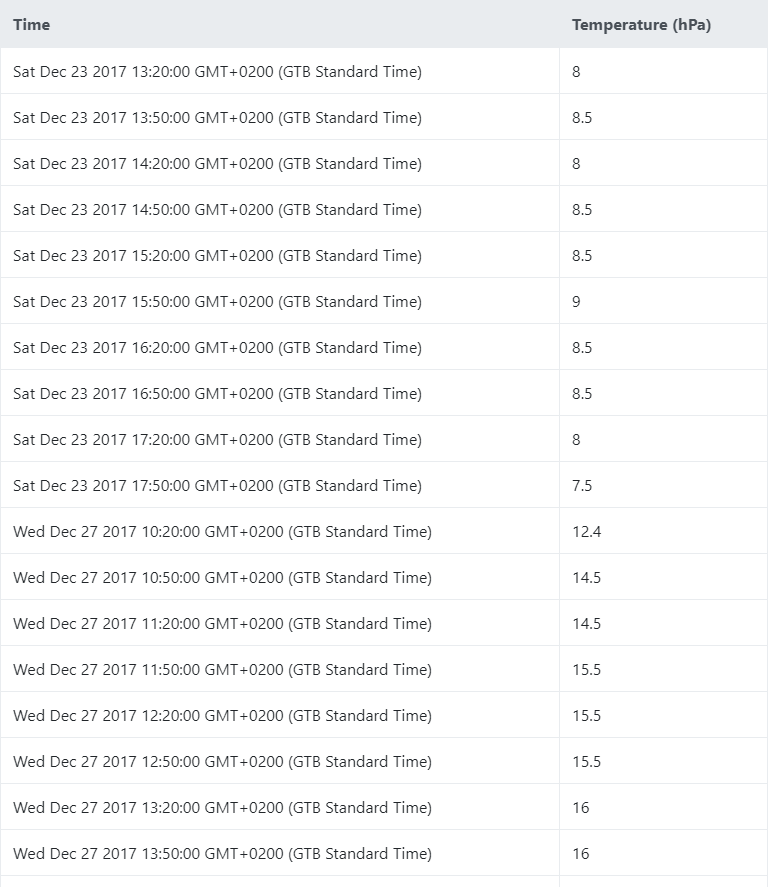 Time Temperature (hPa)
Sat Dec 23 2017 13:20:00 GMT+0200 (GTB Standard Time) 8
Sat Dec 23 2017 13:50:00 GMT+0200 (GTB Standard Time) 8.5
Sat Dec 23 2017 14:20:00 GMT+0200 (GTB Standard Time) 8
Sat Dec 23 2017 14:50:00 GMT+0200 (GTB Standard Time) 8.5
Sat Dec 23 2017 15:20:00 GMT+0200 (GTB Standard Time) 8.5
Sat Dec 23 2017 15:50:00 GMT+0200 (GTB Standard Time) 9
Sat Dec 23 2017 16:20:00 GMT+0200 (GTB Standard Time) 8.5
Sat Dec 23 2017 16:50:00 GMT+0200 (GTB Standard Time) 8.5
Sat Dec 23 2017 17:20:00 GMT+0200 (GTB Standard Time) 8
Sat Dec 23 2017 17:50:00 GMT+0200 (GTB Standard Time) 7.5
Wed Dec 27 2017 10:20:00 GMT+0200 (GTB Standard Time) 12.4
Wed Dec 27 2017 10:50:00 GMT+0200 (GTB Standard Time) 14.5
Wed Dec 27 2017 11:20:00 GMT+0200 (GTB Standard Time) 14.5
Wed Dec 27 2017 11:50:00 GMT+0200 (GTB Standard Time) 15.5
Wed Dec 27 2017 12:20:00 GMT+0200 (GTB Standard Time) 15.5
Wed Dec 27 2017 12:50:00 GMT+0200 (GTB Standard Time) 15.5
Wed Dec 27 2017 13:20:00 GMT+0200 (GTB Standard Time) 16
Wed Dec 27 2017 13:50:00 GMT+0200 (GTB Standard Time) 16